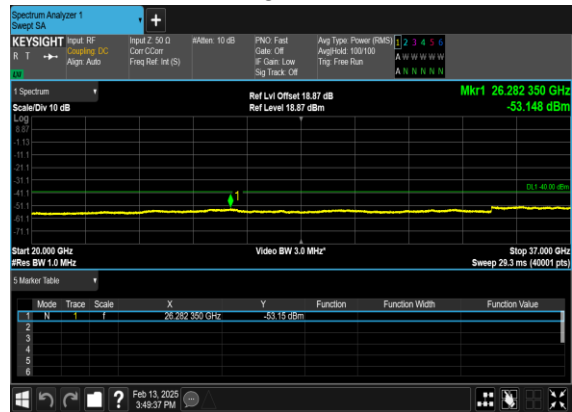 Spectrum Analyzer 1
Swept SA
+
KEYSIGHT Input: RF Input Z: 50 Ω #Atten: 10 dB PNO: Fast Avg Type: Power (RMS) 1 2 3 4 5 6
R T Coupling: DC Corr CCorr Gate: Off Avg|Hold: 100/100 A W W W W W
Align: Auto Freq Ref: Int (S) IF Gain: Low Trig: Free Run A N N N N N
LW Sig Track: Off
1 Spectrum Ref Lvl Offset 18.87 dB Mkr1 26.282 350 GHz
Scale/Div 10 dB Ref Level 18.87 dBm -53.148 dBm
Log
8.87
-1.13
-11.1
-21.1
-31.1
DL1 -40.00 dBm
-41.1
1
-51.1
-61.1
-71.1
Start 20.000 GHz Video BW 3.0 MHz* Stop 37.000 GHz
#Res BW 1.0 MHz Sweep 29.3 ms (40001 pts)
5 Marker Table
Mode Trace Scale X Y Function Function Width Function Value
1 N 1 f 26.282 350 GHz -53.15 dBm
2
3
4
5
6
? Feb 13, 2025
3:49:37 PM